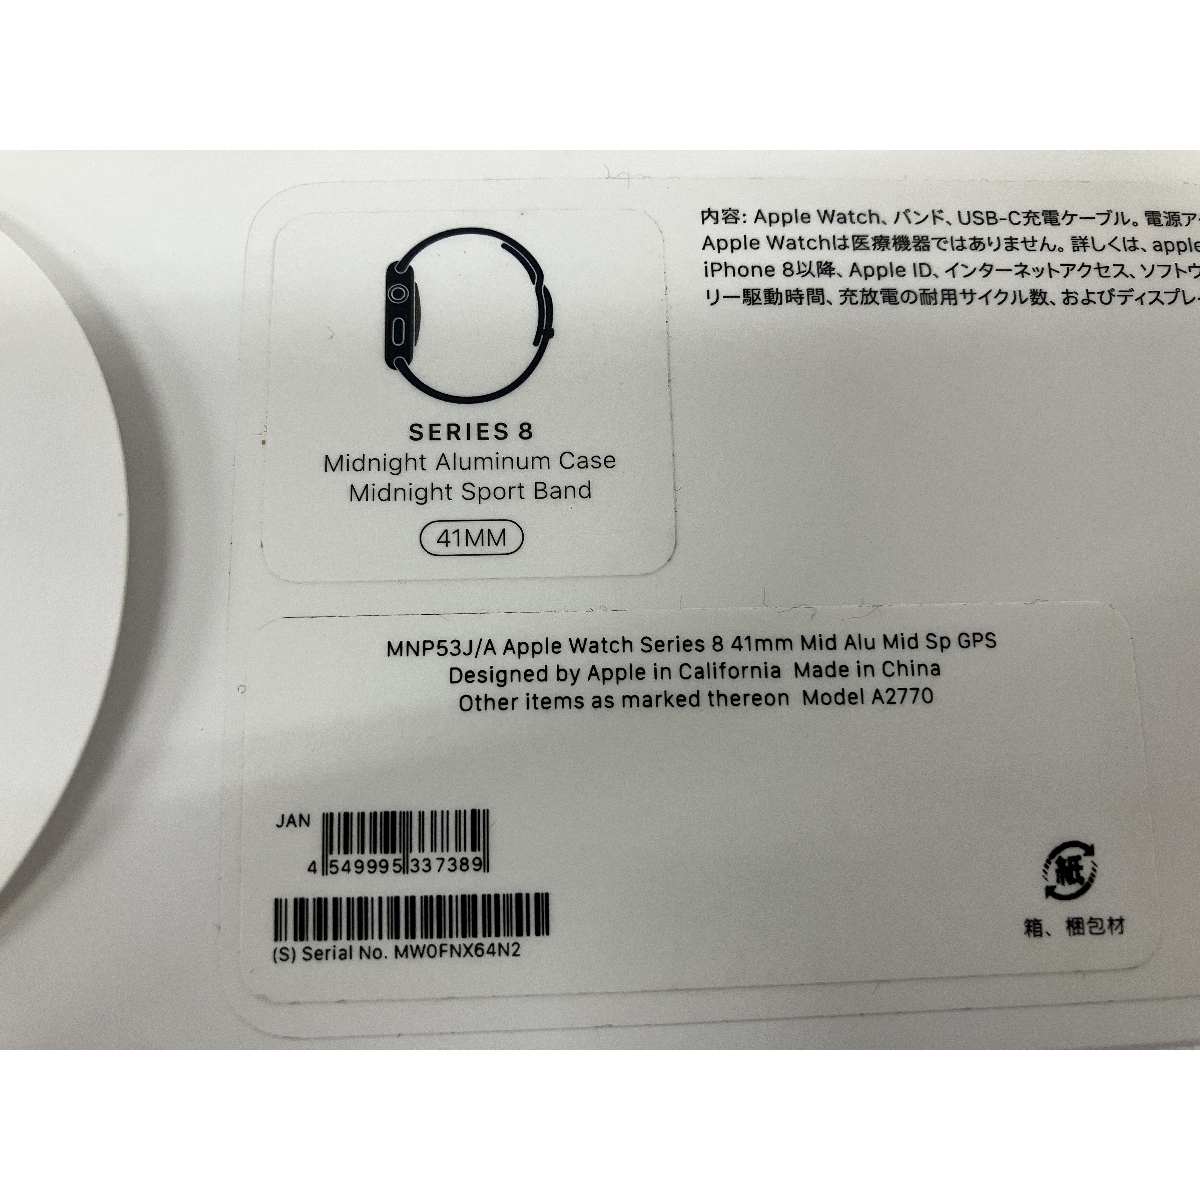 SERIES 8
Midnight Aluminum Case
Midnight Sport Band
41MM
内容: Apple Watch、バンド、USB-C充電ケーブル。電源ア
Apple Watchは医療機器ではありません。詳しくは、apple
iPhone 8以降、Apple ID、インターネットアクセス、ソフトウ
リー駆動時間、充放電の耐用サイクル数、およびディスプレ
MNP53J/A Apple Watch Series 8 41mm Mid Alu Mid Sp GPS
Designed by Apple in California Made in China
Other items as marked thereon Model A2770
JAN
4 549995 337389
(S) Serial No. MW0FNX64N2
紙
箱、梱包材